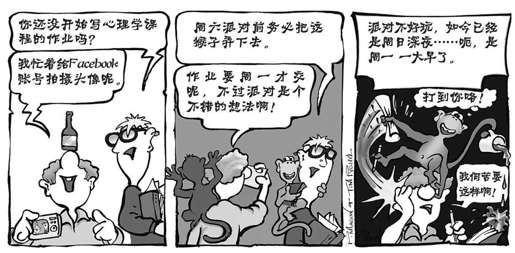 你还没开始写心理学课
程的作业吗?
我忙着给Facebook
账号拍摄头像呢。
周六派对前务必把这
猴子弄下去。
作业要周一才交
呢,不过派对是个
不错的想法啊!
派对不好玩,如今已经
是周日深夜……呃,是
周一一大早了。
打到你咯!
我何苦要
这样啊!